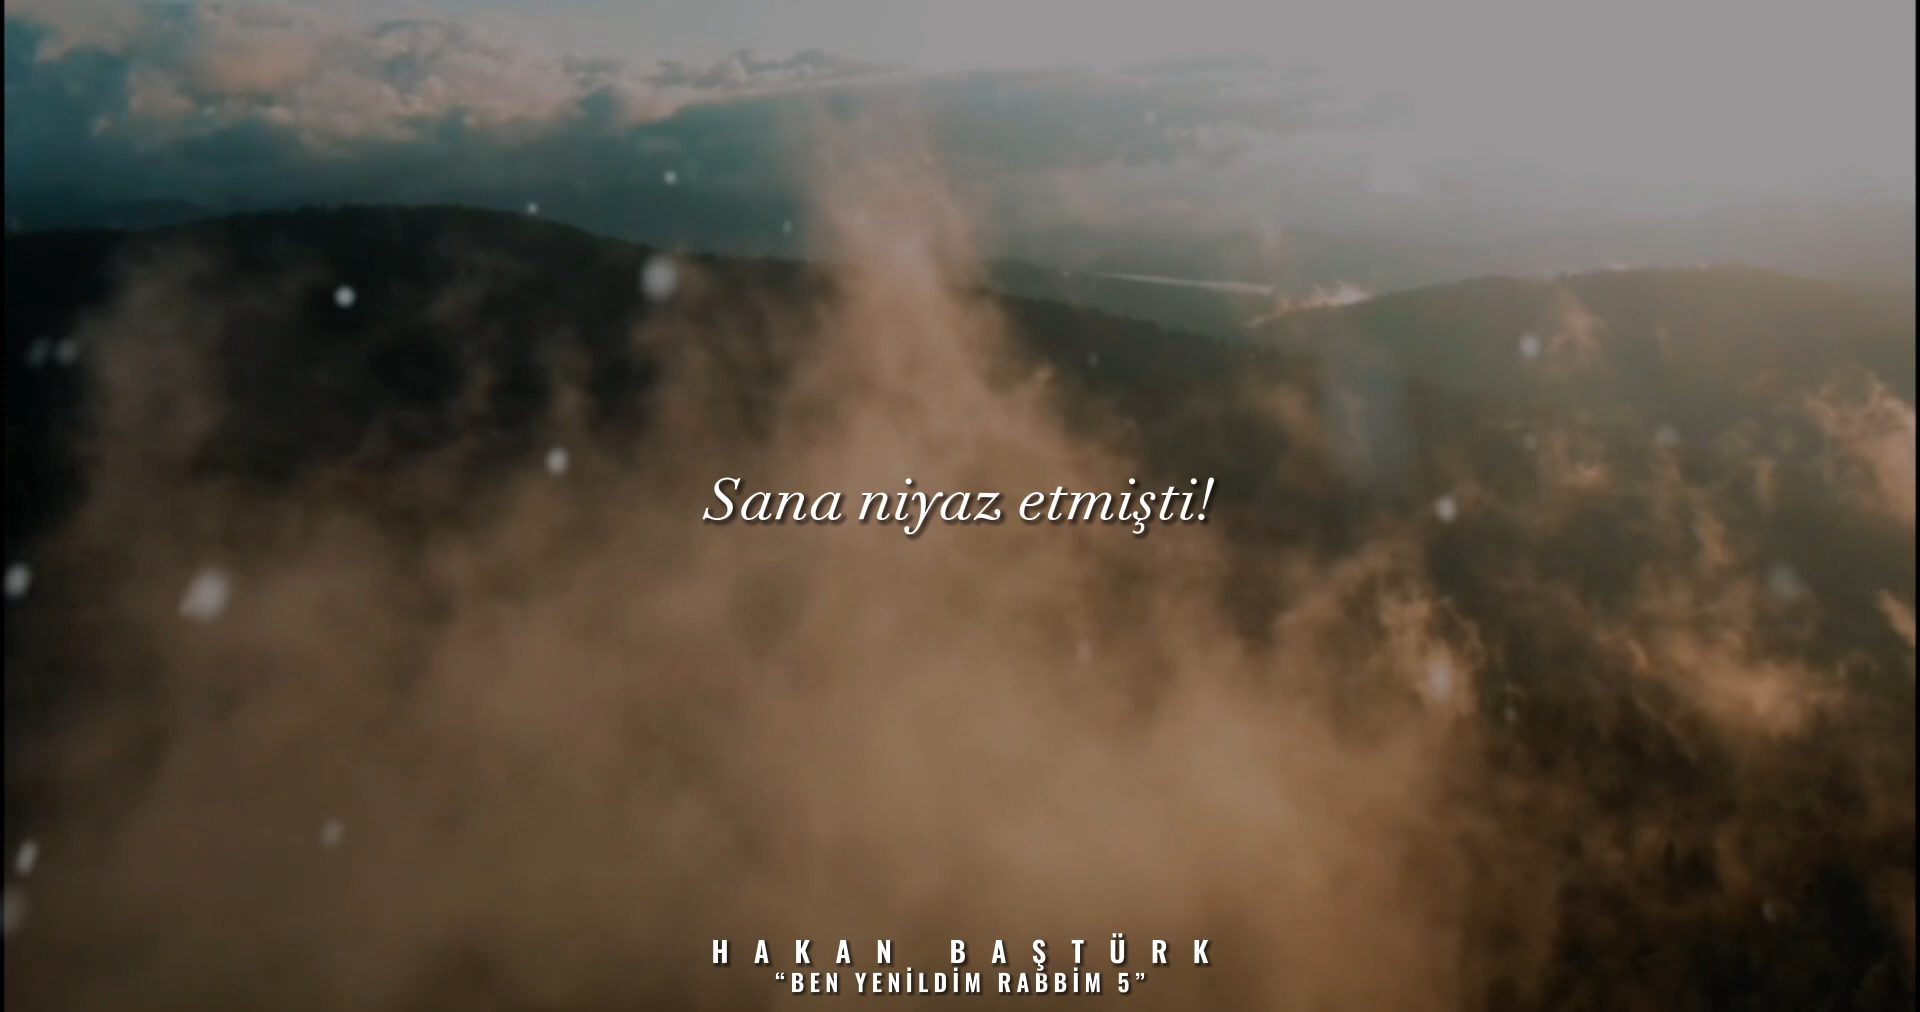 Sana niyaz etmişti!
HAKAN BAŞTÜRK
“BEN YENİLDİM RABBİM 5”